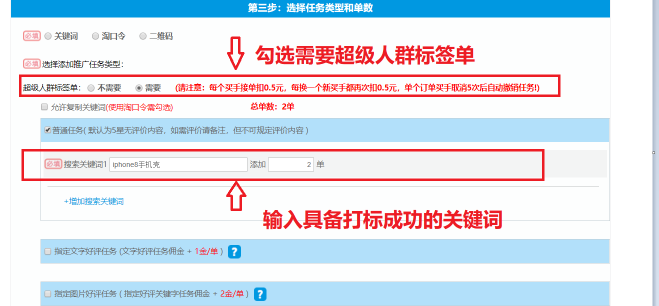 第三步：选择任务类型和单数
必填 关键词 淘口令 二维码
勾选需要超级人群标签单
必填 选择添加推广任务类型：
超级人群标签单： 不需要 需要 (请注意：每个买手接单扣0.5元，每换一个新买手都再次扣0.5元，单个订单买手取消5次后自动撤销任务!)
允许复制关键词(使用淘口令需勾选) 总单数：2单
普通任务( 默认为5星无评价内容、如需评价请备注、但不可规定评价内容 )
必填 搜索关键词1 iphone8手机壳 添加 2 单
+增加搜索关键词
输入具备打标成功的关键词
指定文字好评任务 (文字好评任务佣金 + 1金/单 ) ?
指定图片好评任务 ( 指定好评关键字任务佣金 + 2金/单 ) ?